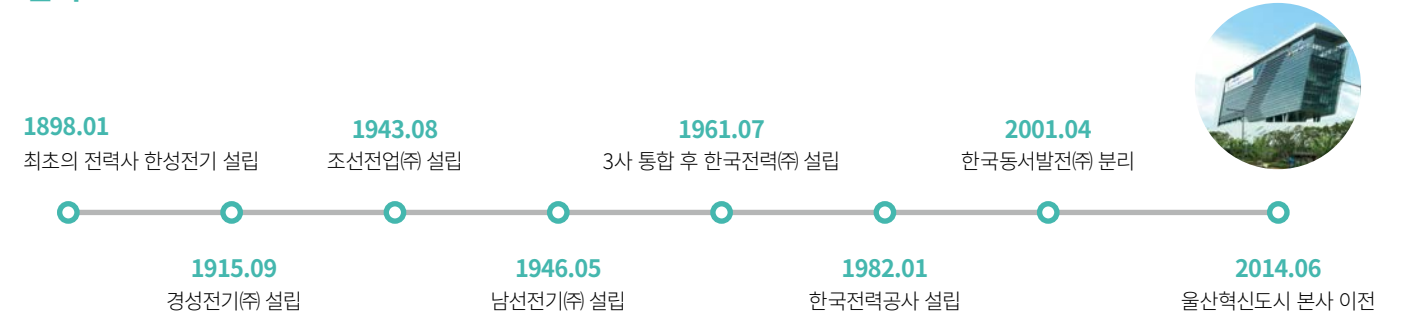 1898.01
최초의 전력사 한성전기 설립
1915.09
경성전기㈜ 설립
1943.08
조선전업㈜ 설립
1946.05
남선전기㈜ 설립
1961.07
3사 통합 후 한국전력㈜ 설립
1982.01
한국전력공사 설립
2001.04
한국동서발전㈜ 분리
2014.06
울산혁신도시 본사 이전